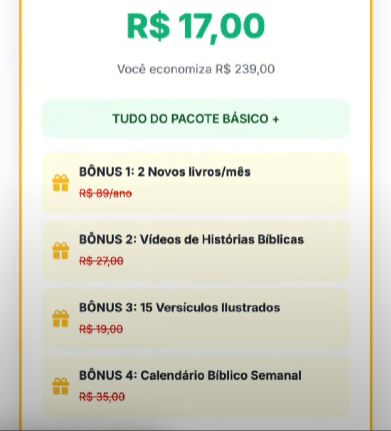 R$ 17,00
Você economiza R$ 239,00
TUDO DO PACOTE BÁSICO +
BÔNUS 1: 2 Novos livros/mês
R$ 89/ano
BÔNUS 2: Vídeos de Histórias Bíblicas
R$ 27,00
BÔNUS 3: 15 Versículos Ilustrados
R$ 19,00
BÔNUS 4: Calendário Bíblico Semanal
R$ 35,00